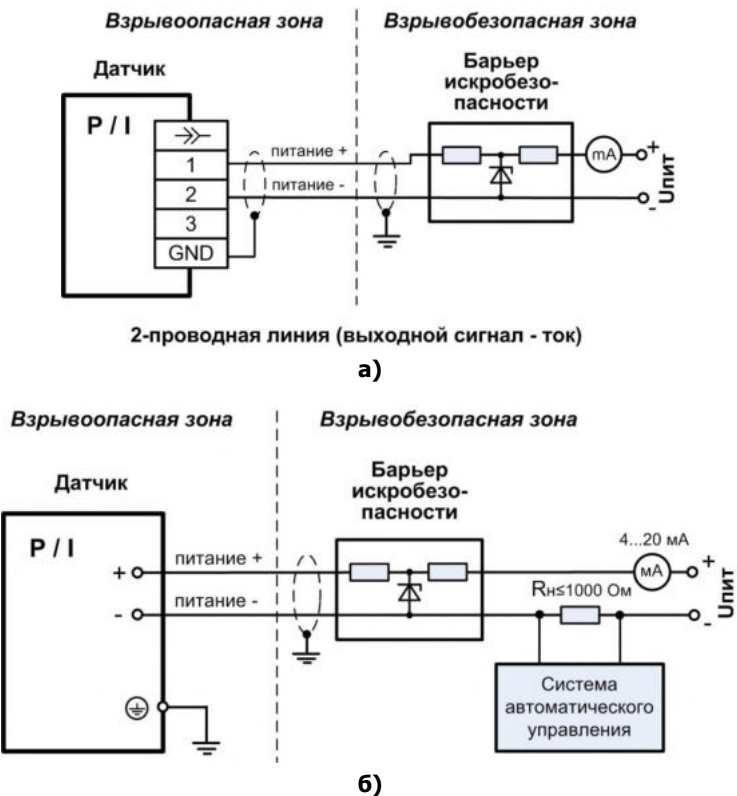 Взрывоопасная зона
Взрывобезопасная зона
Датчик
Барьер
искробезо-
пасности
P / I
1
2
3
GND
питание +
питание -
mA
+
-
Uпит
2-проводная линия (выходной сигнал - ток)
а)
Взрывоопасная зона
Взрывобезопасная зона
Датчик
Барьер
искробезо-
пасности
P / I
+
-
питание +
питание -
4...20 мА
мА
+
-
Uпит
Rн≤1000 Ом
Система
автоматического
управления
б)